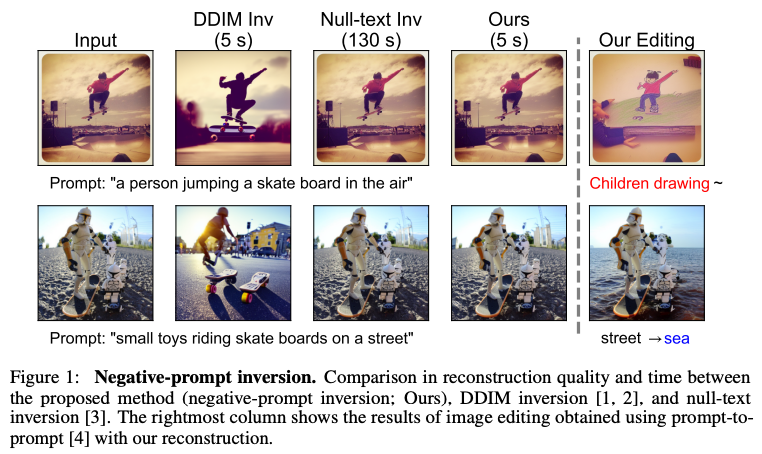 Input
DDIM Inv
(5 s)
Null-text Inv
(130 s)
Ours
(5 s)
Our Editing
Prompt: "a person jumping a skate board in the air"
Children drawing ~
Prompt: "small toys riding skate boards on a street"
street → sea
Figure 1: Negative-prompt inversion. Comparison in reconstruction quality and time between
the proposed method (negative-prompt inversion; Ours), DDIM inversion [1, 2], and null-text
inversion [3]. The rightmost column shows the results of image editing obtained using prompt-to-
prompt [4] with our reconstruction.